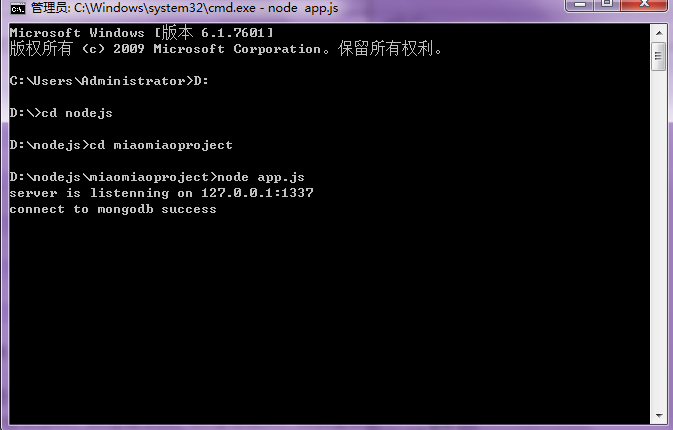 管理员: C:\Windows\system32\cmd.exe - node  app.js
Microsoft Windows [版本 6.1.7601]
版权所有 (c) 2009 Microsoft Corporation。保留所有权利。
C:\Users\Administrator>D:
D:\>cd nodejs
D:\nodejs>cd miaomiaoproject
D:\nodejs\miaomiaoproject>node app.js
server is listenning on 127.0.0.1:1337
connect to mongodb success